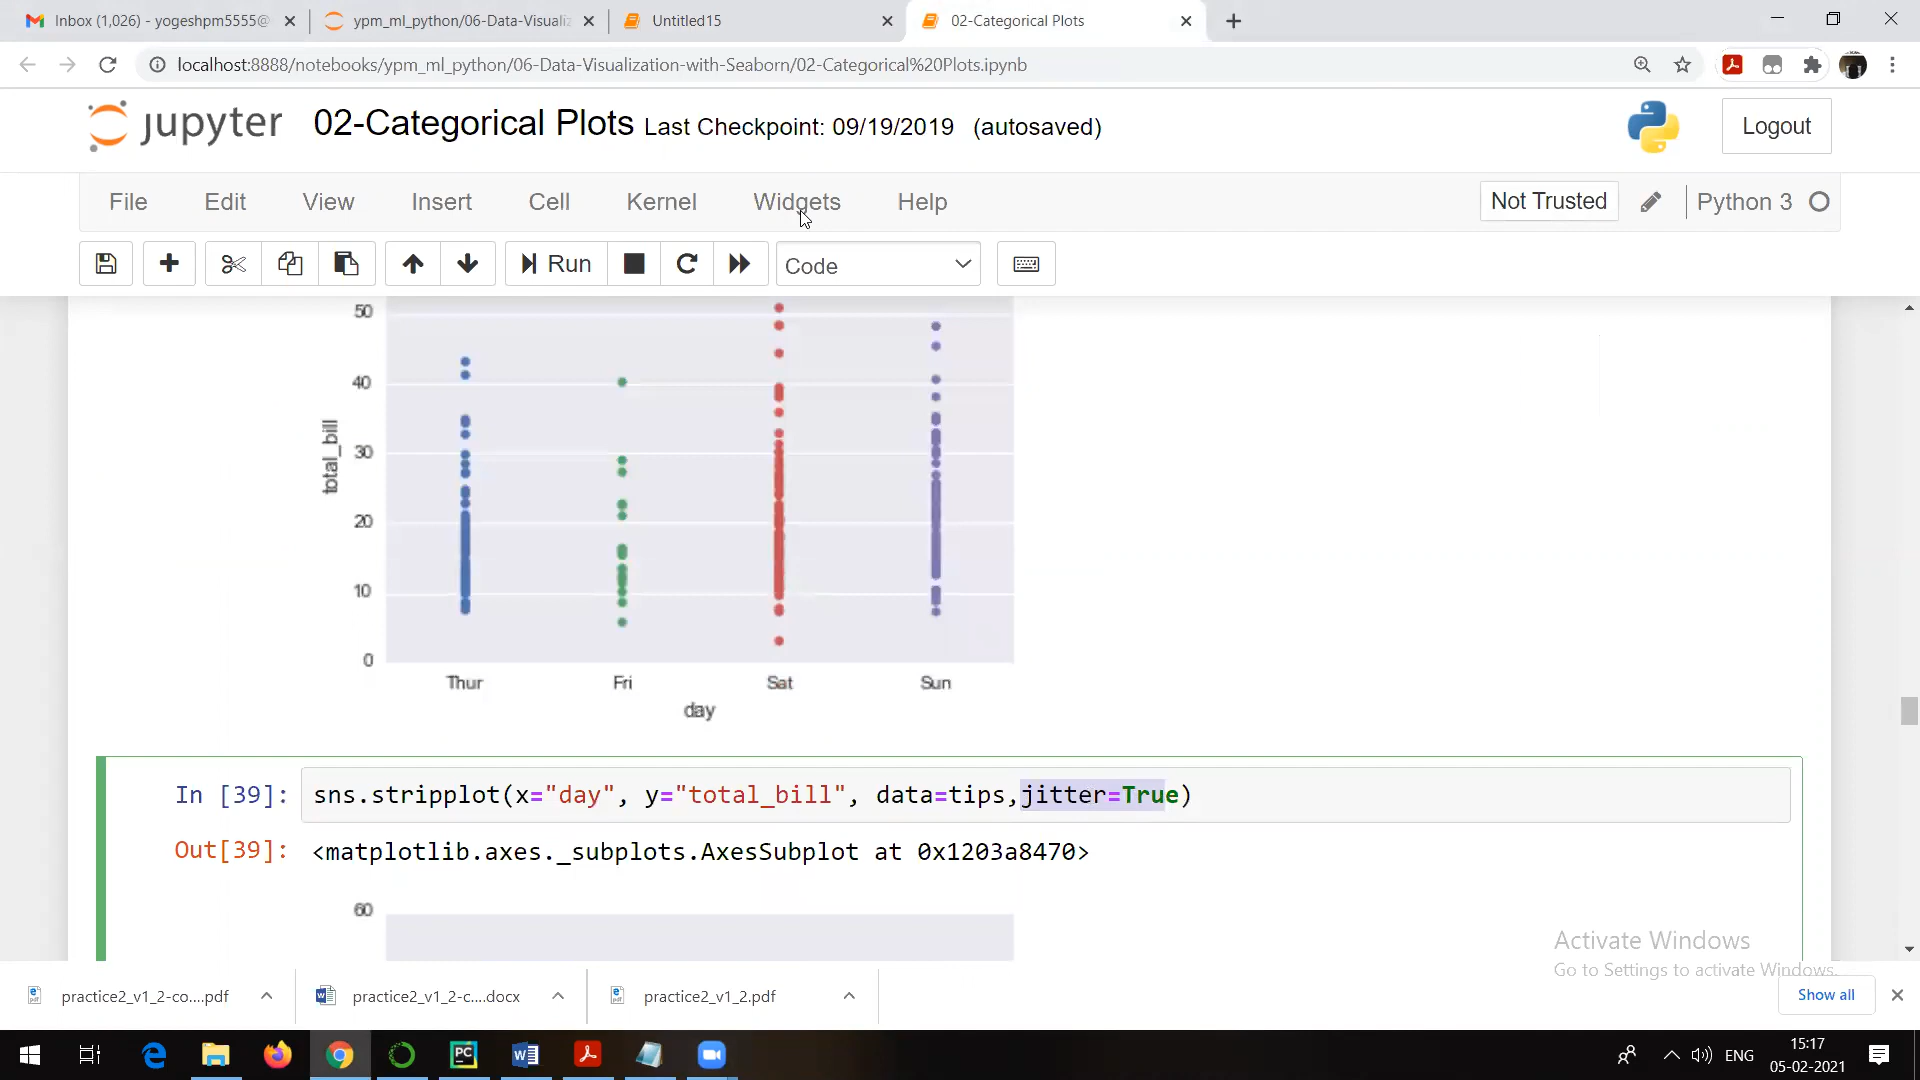 Inbox (1,026) - yogeshpm5555@
ypm_ml_python/06-Data-Visualiz
Untitled15
02-Categorical Plots
localhost:8888/notebooks/ypm_ml_python/06-Data-Visualization-with-Seaborn/02-Categorical%20Plots.ipynb
jupyter
02-Categorical Plots Last Checkpoint: 09/19/2019 (autosaved)
Logout
File Edit View Insert Cell Kernel Widgets Help
Not Trusted
Python 3
Run
Code
50
40
30
20
10
0
total_bill
Thur Fri Sat Sun
day
In [39]: sns.stripplot(x="day", y="total_bill", data=tips,jitter=True)
Out[39]: <matplotlib.axes._subplots.AxesSubplot at 0x1203a8470>
60
Activate Windows
Go to Settings to activate Windows.
practice2_v1_2-co....pdf
practice2_v1_2-c....docx
practice2_v1_2.pdf
Show all
PC
ENG
15:17
05-02-2021